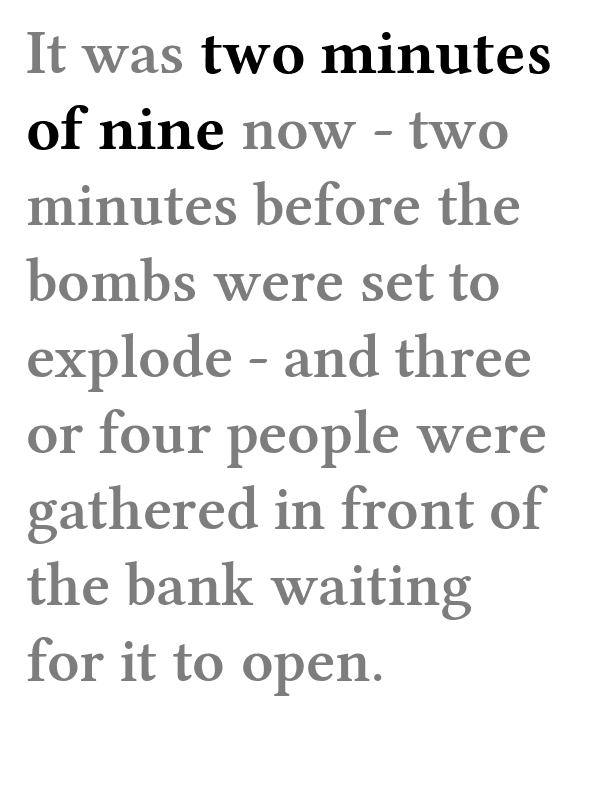 It was two minutes
of nine now - two
minutes before the
bombs were set to
explode - and three
or four people were
gathered in front of
the bank waiting
for it to open.